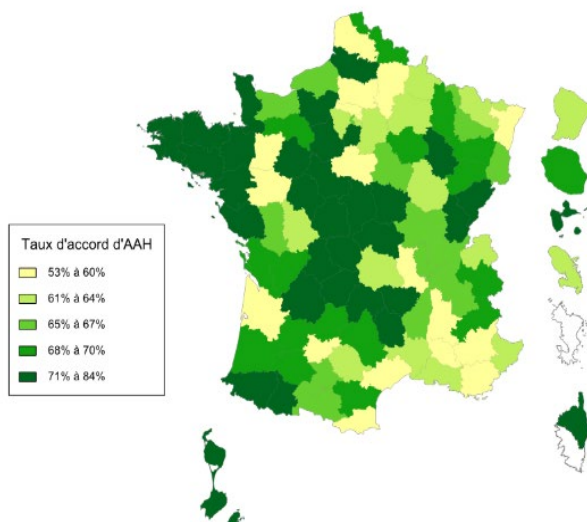 Taux d'accord d'AAH
53% à 60%
61% à 64%
65% à 67%
68% à 70%
71% à 84%